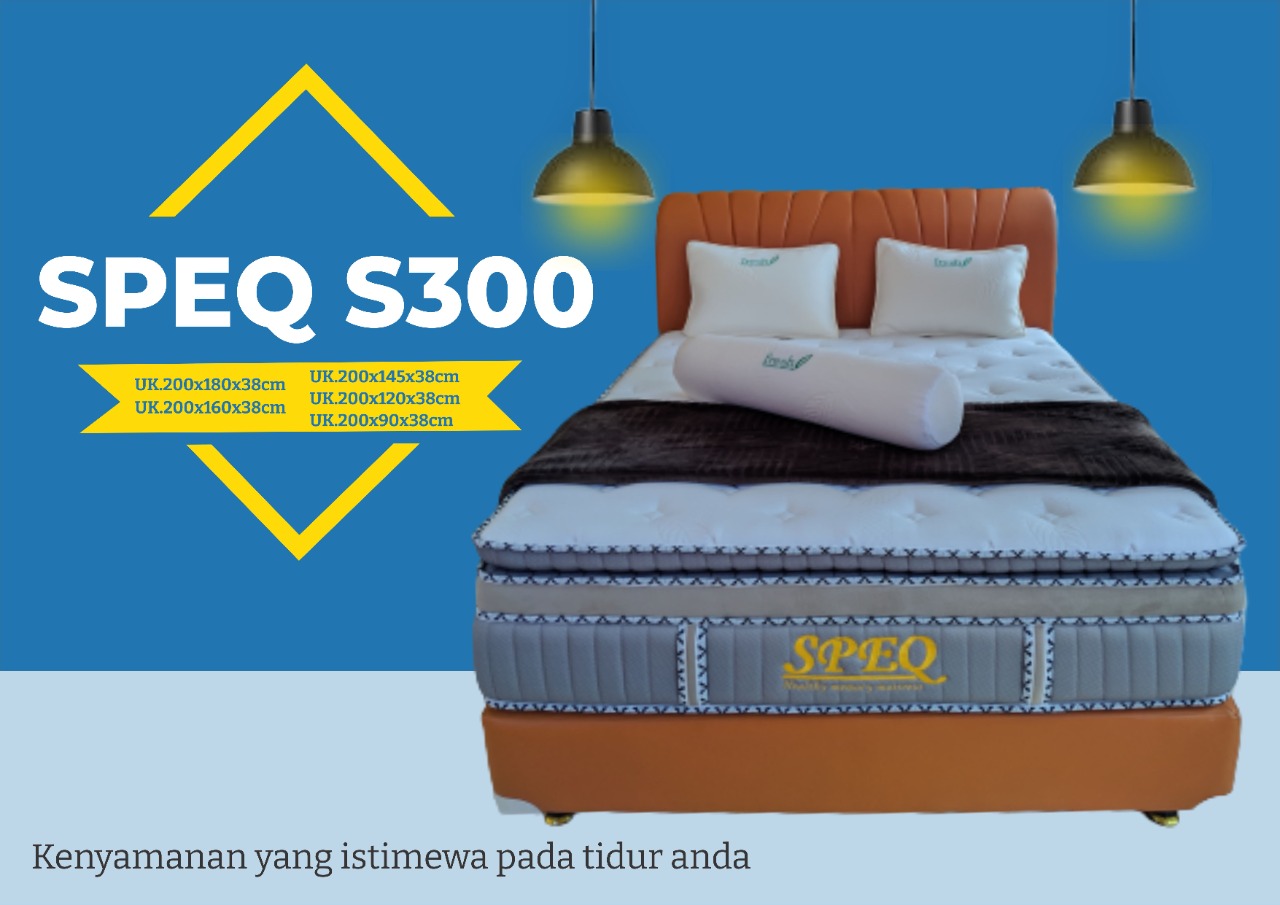 SPEQ S300
UK.200x180x38cm
UK.200x160x38cm
UK.200x145x38cm
UK.200x120x38cm
UK.200x90x38cm
fresh
SPEQ
Kenyamanan yang istimewa pada tidur anda